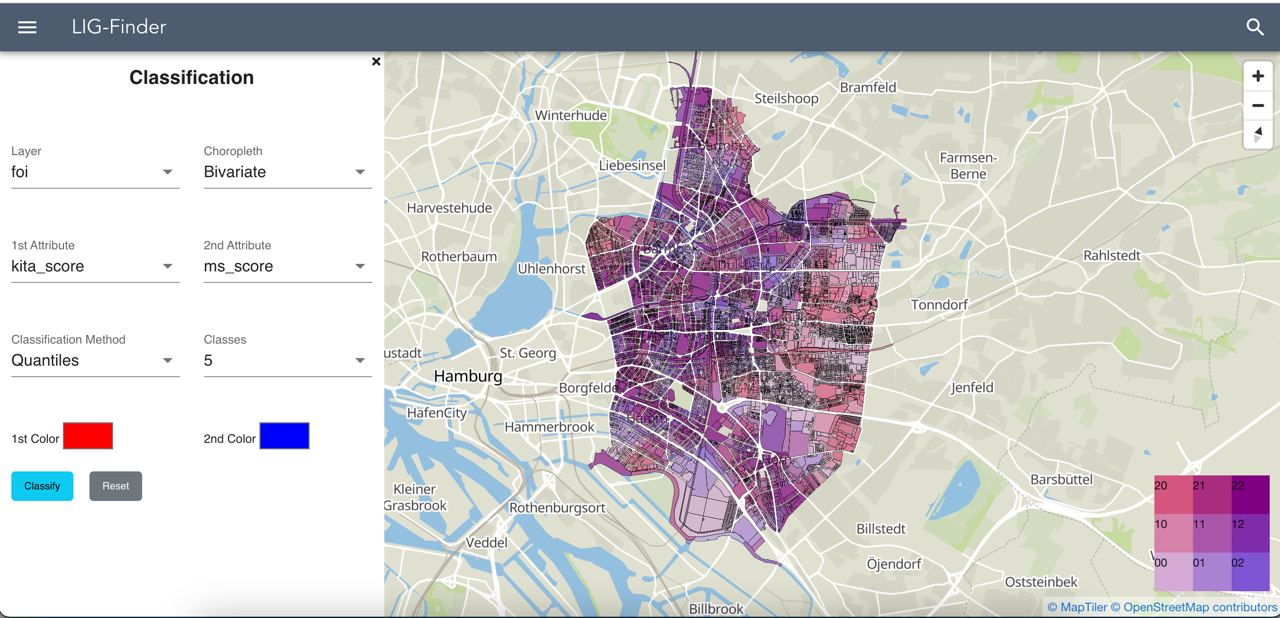 LIG-Finder
Classification
×
Layer
foi
Choropleth
Bivariate
1st Attribute
kita_score
2nd Attribute
ms_score
Classification Method
Quantiles
Classes
5
1st Color
2nd Color
Classify
Reset
Bramfeld
Steilshoop
Winterhude
Farmsen-
Berne
Liebesinsel
Harvestehude
Rotherbaum
Uhlenhorst
Rahlstedt
Tonndorf
ustadt
St. Georg
Hamburg
Borgfelde
Jenfeld
HafenCity
Hammerbrook
Barsbüttel
Kleiner
Grasbrook
Rothenburgsort
Billstedt
Veddel
Öjendorf
Oststeinbek
Billbrook
+
−
20 21 22
10 11 12
00 01 02
© MapTiler © OpenStreetMap contributors